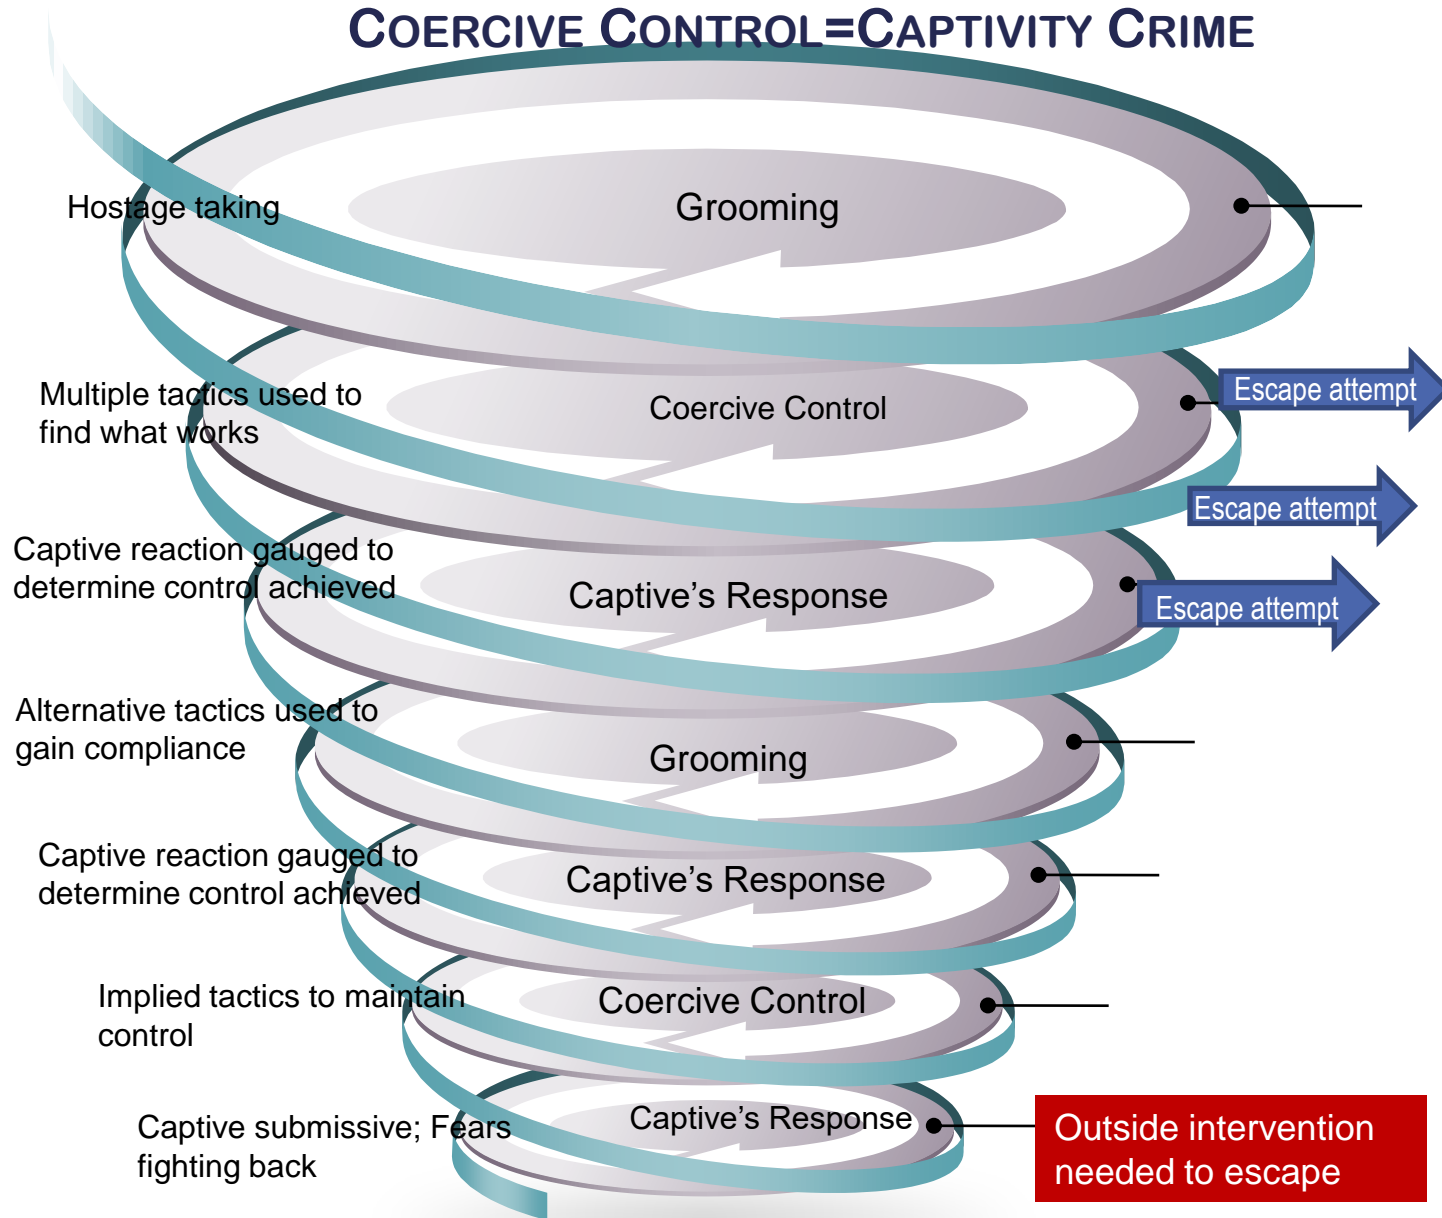 COERCIVE CONTROL=CAPTIVITY CRIME
Hostage taking
Grooming
Multiple tactics used to
find what works
Coercive Control
Escape attempt
Escape attempt
Captive reaction gauged to
determine control achieved
Captive’s Response
Escape attempt
Alternative tactics used to
gain compliance
Grooming
Captive reaction gauged to
determine control achieved
Captive’s Response
Implied tactics to maintain
control
Coercive Control
Captive submissive; Fears
fighting back
Captive’s Response
Outside intervention
needed to escape